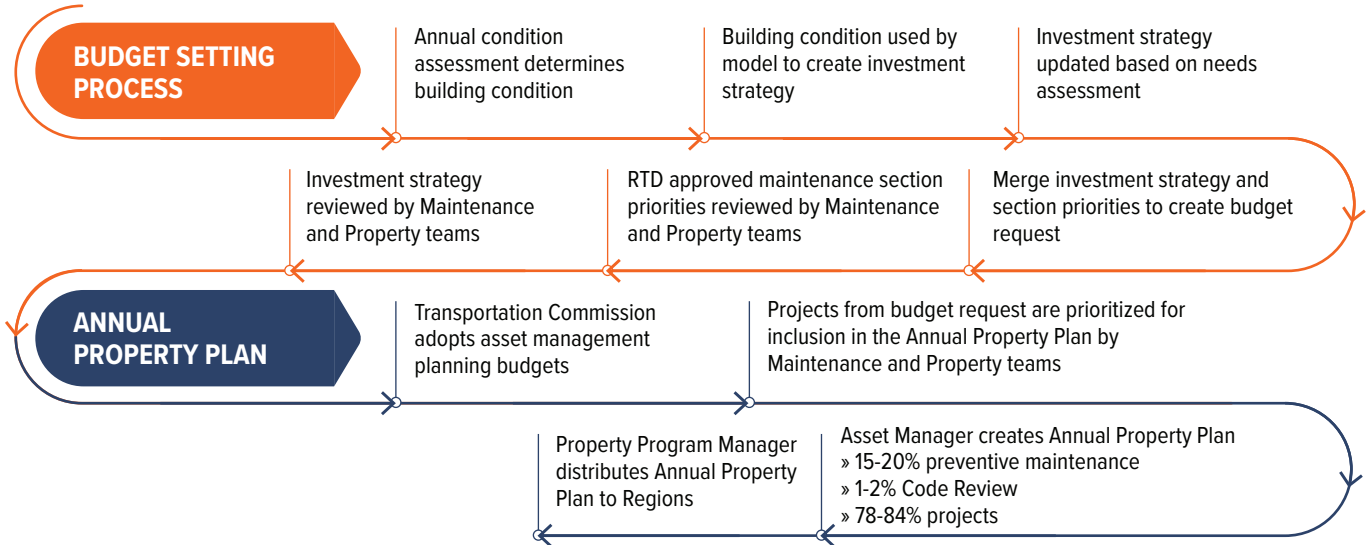 BUDGET SETTING
PROCESS
Annual condition
assessment determines
building condition
Building condition used by
model to create investment
strategy
Investment strategy
updated based on needs
assessment
Merge investment strategy and
section priorities to create budget
request
RTD approved maintenance section
priorities reviewed by Maintenance
and Property teams
Investment strategy
reviewed by Maintenance
and Property teams
ANNUAL
PROPERTY PLAN
Transportation Commission
adopts asset management
planning budgets
Projects from budget request are prioritized for
inclusion in the Annual Property Plan by
Maintenance and Property teams
Asset Manager creates Annual Property Plan
» 15-20% preventive maintenance
» 1-2% Code Review
» 78-84% projects
Property Program Manager
distributes Annual Property
Plan to Regions